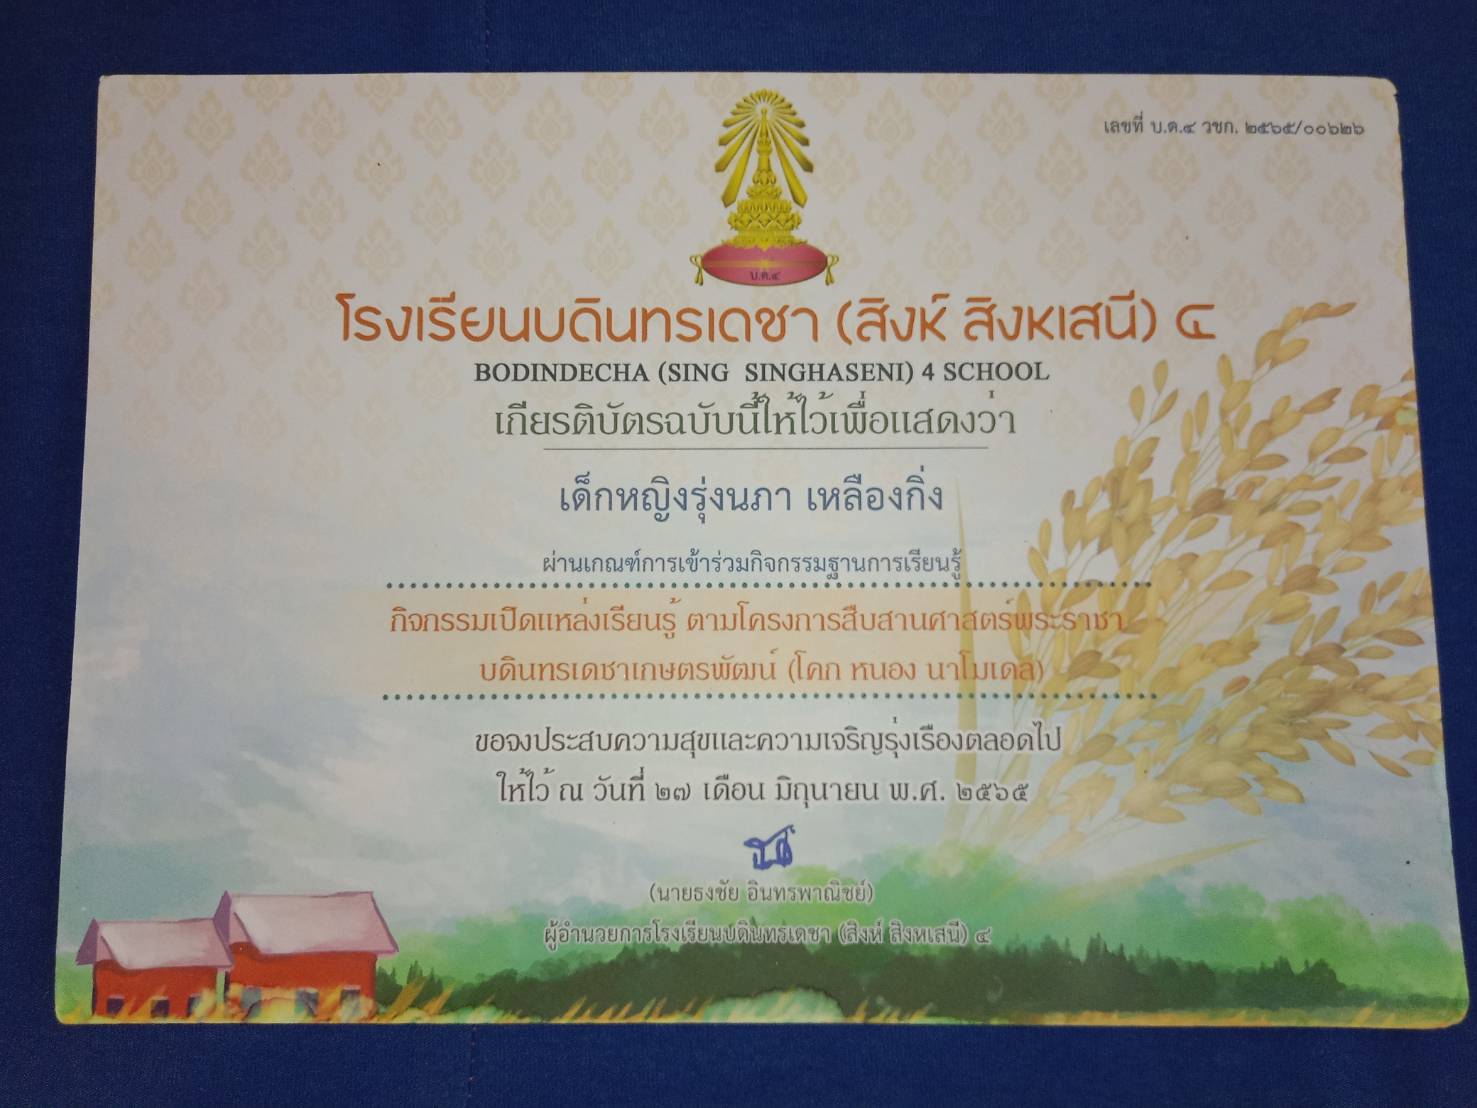 เลขที่ บ.ด.๔ วชก. ๒๕๖๕/๐๐๖๒๖
บ.ด.๔
โรงเรียนบดินทรเดชา (สิงห์ สิงหเสนี) ๔
BODINDECHA (SING SINGHASENI) 4 SCHOOL
เกียรติบัตรฉบับนี้ให้ไว้เพื่อแสดงว่า
เด็กหญิงรุ่งนภา เหลืองกิ่ง
ผ่านเกณฑ์การเข้าร่วมกิจกรรมฐานการเรียนรู้
กิจกรรมเปิดแหล่งเรียนรู้ ตามโครงการสืบสานศาสตร์พระราชา
บดินทรเดชาเกษตรพัฒน์ (โคก หนอง นาโมเดล)
ขอจงประสบความสุขและความเจริญรุ่งเรืองตลอดไป
ให้ไว้ ณ วันที่ ๒๗ เดือน มิถุนายน พ.ศ. ๒๕๖๕
(นายธงชัย อินทรพาณิชย์)
ผู้อำนวยการโรงเรียนบดินทรเดชา (สิงห์ สิงหเสนี) ๔